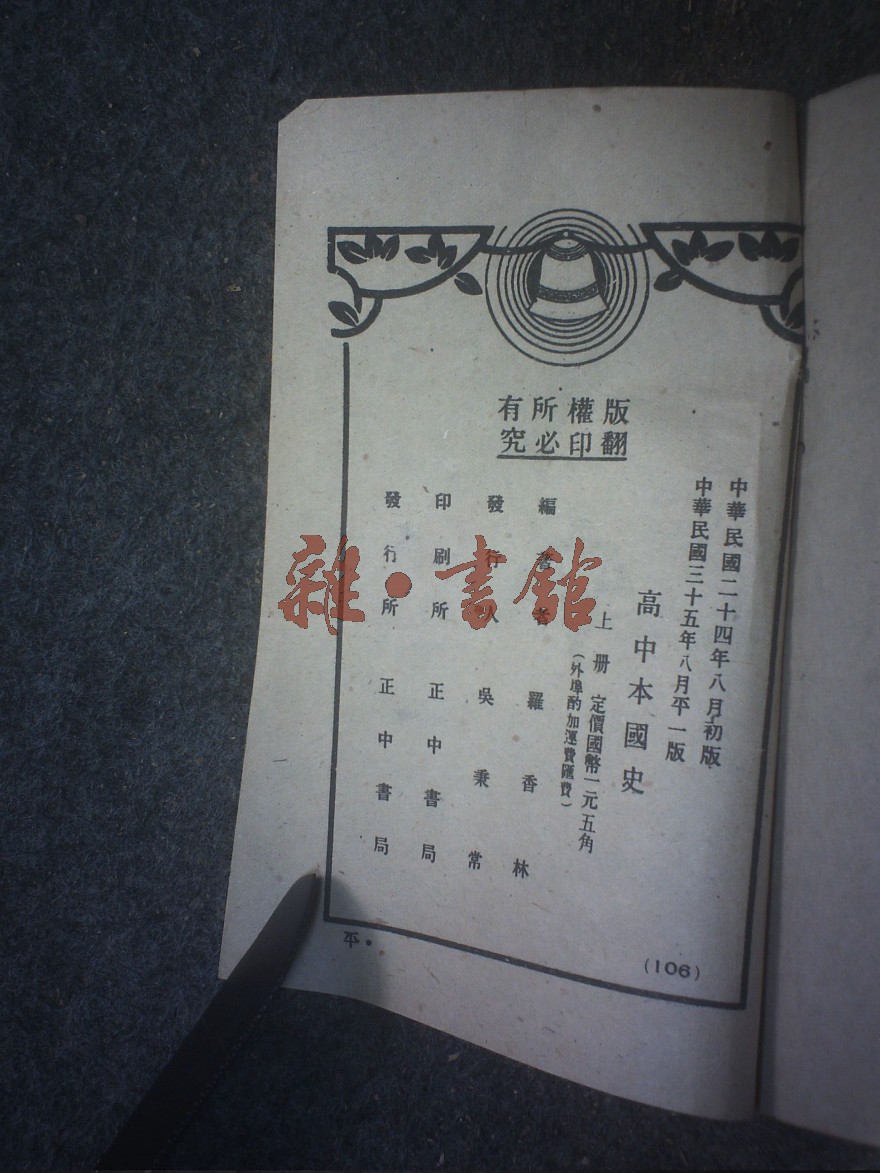 版權所有
翻印必究
中華民國二十四年八月初版
中華民國三十五年八月平一版
高中本國史
上册 定價國幣一元五角
(外埠酌加運費匯費)
編著者 羅香林
發行人 吳秉常
印刷所 正中書局
發行所 正中書局
(106)
平·
雜·書館